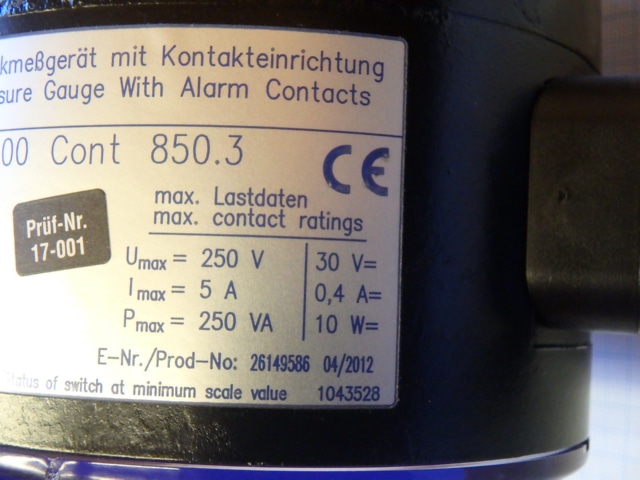 kmeßgerät mit Kontakteinrichtung
sure Gauge With Alarm Contacts
00 Cont 850.3
CE
max. Lastdaten
max. contact ratings
Prüf-Nr.
17-001
Umax = 250 V 30 V=
Imax = 5 A 0,4 A=
Pmax = 250 VA 10 W=
E-Nr./Prod-No: 26149586 04/2012
Status of switch at minimum scale value 1043528